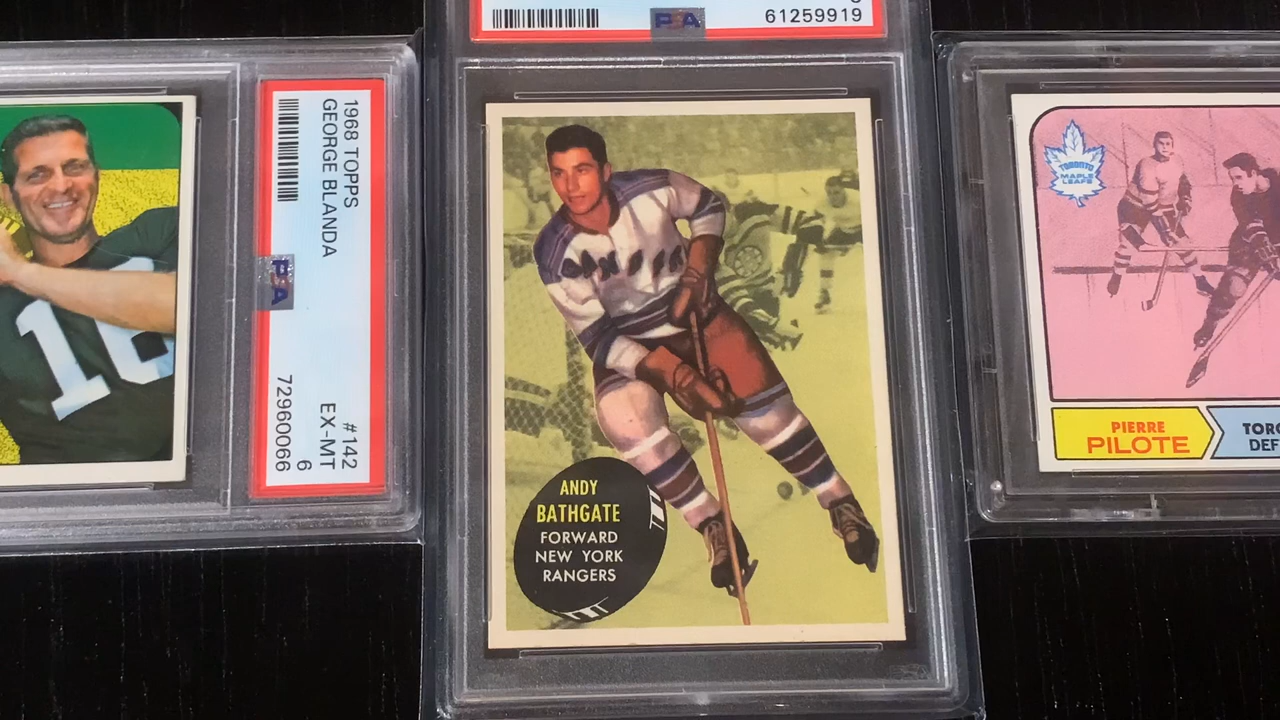 1968 TOPPS
GEORGE BLANDA
#142
EX-MT
6
72960066
PSA
16
61259919
PSA
ANDY
BATHGATE
FORWARD
NEW YORK
RANGERS
TORONTO
MAPLE
LEAFS
PIERRE
PILOTE